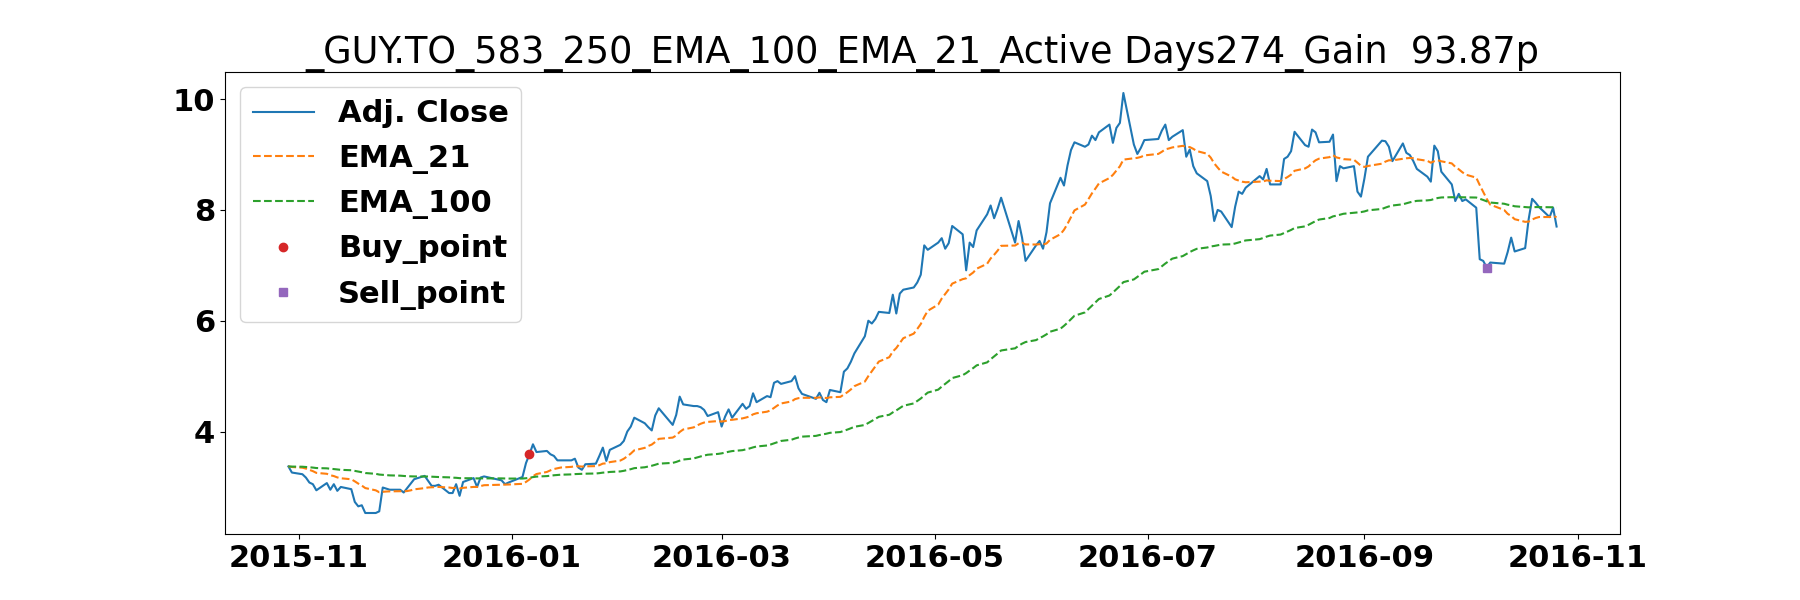 _GUY.TO_583_250_EMA_100_EMA_21_Active Days274_Gain  93.87p
Adj. Close
EMA_21
EMA_100
Buy_point
Sell_point
10
8
6
4
2015-11 2016-01 2016-03 2016-05 2016-07 2016-09 2016-11